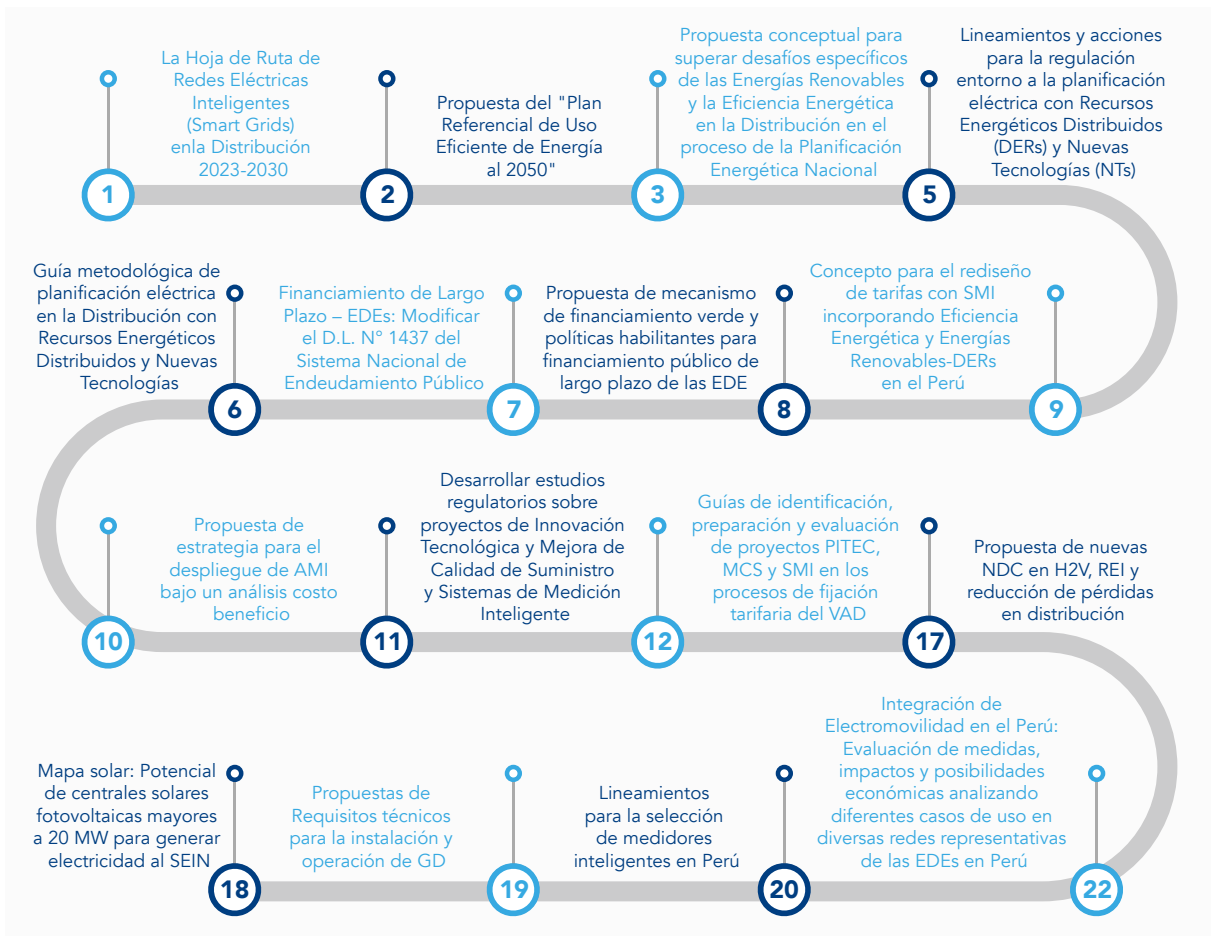 La Hoja de Ruta de
Redes Eléctricas
Inteligentes
(Smart Grids)
enla Distribución
2023-2030
1
Propuesta del "Plan
Referencial de Uso
Eficiente de Energía
al 2050"
2
Propuesta conceptual para
superar desafíos específicos
de las Energías Renovables
y la Eficiencia Energética
en la Distribución en el
proceso de la Planificación
Energética Nacional
3
Lineamientos y acciones
para la regulación
entorno a la planificación
eléctrica con Recursos
Energéticos Distribuidos
(DERs) y Nuevas
Tecnologías (NTs)
5
Guía metodológica de
planificación eléctrica
en la Distribución con
Recursos Energéticos
Distribuidos y Nuevas
Tecnologías
6
Financiamiento de Largo
Plazo – EDEs: Modificar
el D.L. N° 1437 del
Sistema Nacional de
Endeudamiento Público
7
Propuesta de mecanismo
de financiamiento verde y
políticas habilitantes para
financiamiento público de
largo plazo de las EDE
8
Concepto para el rediseño
de tarifas con SMI
incorporando Eficiencia
Energética y Energías
Renovables-DERs
en el Perú
9
Propuesta de
estrategia para el
despliegue de AMI
bajo un análisis costo
beneficio
10
Desarrollar estudios
regulatorios sobre
proyectos de Innovación
Tecnológica y Mejora de
Calidad de Suministro
y Sistemas de Medición
Inteligente
11
Guías de identificación,
preparación y evaluación
de proyectos PITEC,
MCS y SMI en los
procesos de fijación
tarifaria del VAD
12
Propuesta de nuevas
NDC en H2V, REI y
reducción de pérdidas
en distribución
17
Mapa solar: Potencial
de centrales solares
fotovoltaicas mayores
a 20 MW para generar
electricidad al SEIN
18
Propuestas de
Requisitos técnicos
para la instalación y
operación de GD
19
Lineamientos
para la selección
de medidores
inteligentes en Perú
20
Integración de
Electromovilidad en el Perú:
Evaluación de medidas,
impactos y posibilidades
económicas analizando
diferentes casos de uso en
diversas redes representativas
de las EDEs en Perú
22